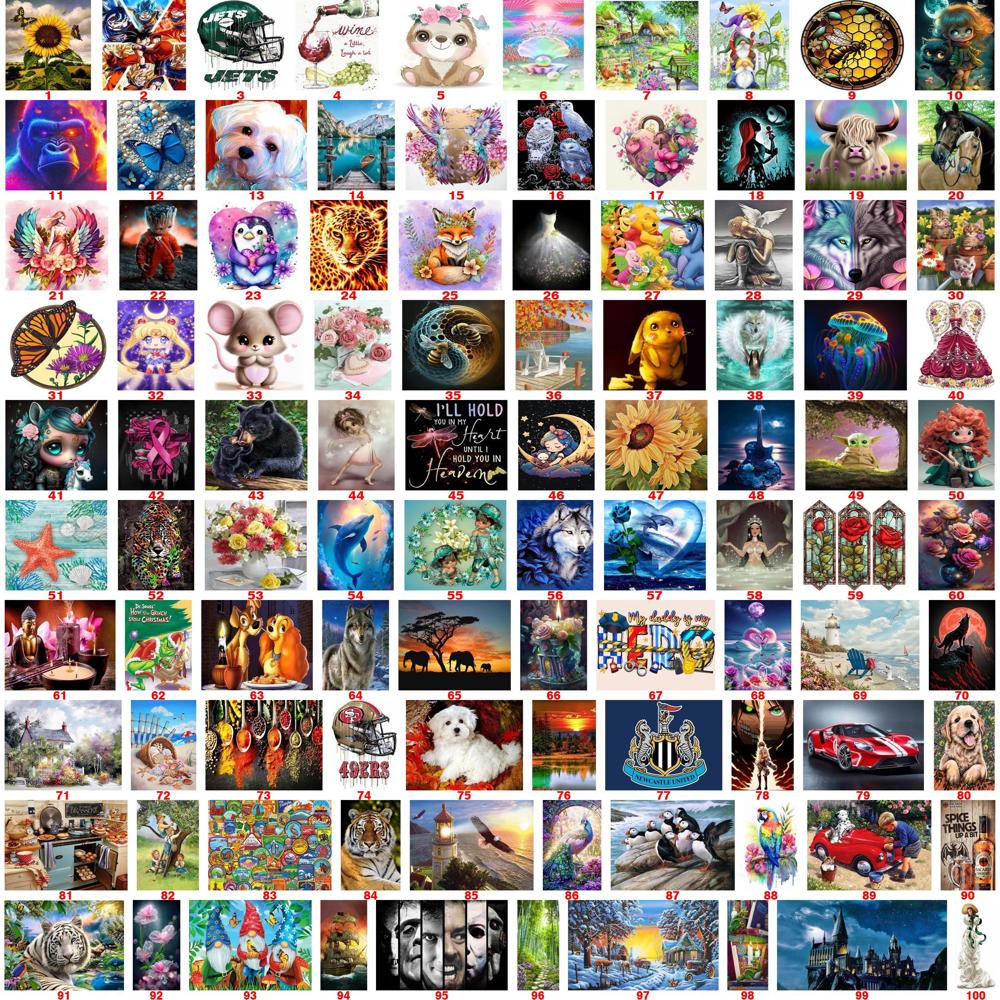 JETS
JETS
wine
a Little,
Laugh a lot
1 2 3 4 5 6 7 8 9 10
11 12 13 14 15 16 17 18 19 20
21 22 23 24 25 26 27 28 29 30
31 32 33 34 35 36 37 38 39 40
I'LL HOLD
YOU IN MY
Heart
UNTIL I
HOLD YOU IN
Heaven
41 42 43 44 45 46 47 48 49 50
51 52 53 54 55 56 57 58 59 60
Dr. Seuss'
HOW THE GRINCH
STOLE CHRISTMAS!
My daddy is my
HERO
61 62 63 64 65 66 67 68 69 70
49ERS
NEWCASTLE UNITED
71 72 73 74 75 76 77 78 79 80
SPICE
THINGS
UP A BIT
81 82 83 84 85 86 87 88 89 90
91 92 93 94 95 96 97 98 99 100